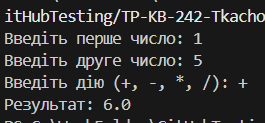 itHubTesting/TP-KB-242-Tkacho
Введіть перше число: 1
Введіть друге число: 5
Введіть дію (+, -, *, /): +
Результат: 6.0